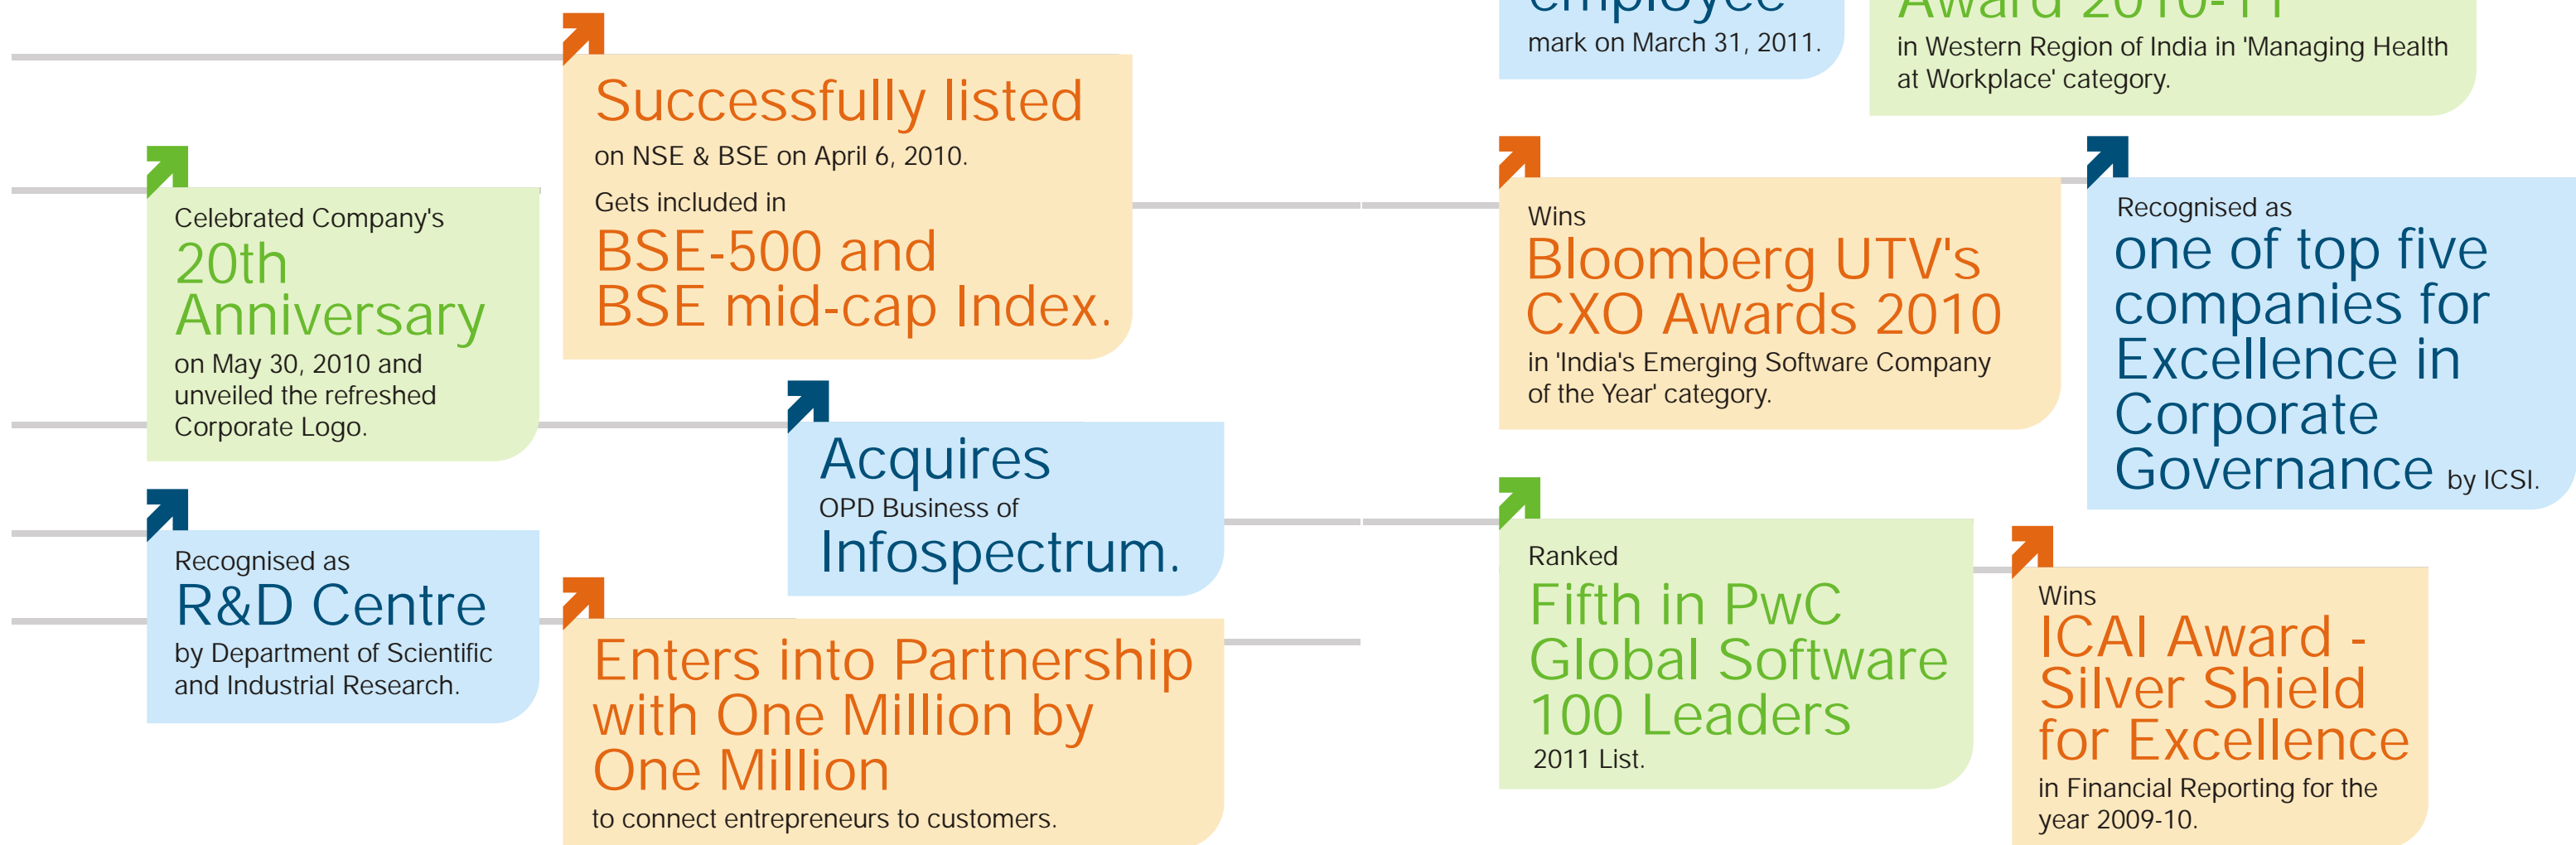 Successfully listed
on NSE & BSE on April 6, 2010.
Gets included in
BSE-500 and
BSE mid-cap Index.
Celebrated Company's
20th
Anniversary
on May 30, 2010 and
unveiled the refreshed
Corporate Logo.
Acquires
OPD Business of
Infospectrum.
Recognised as
R&D Centre
by Department of Scientific
and Industrial Research.
Enters into Partnership
with One Million by
One Million
to connect entrepreneurs to customers.
employee
mark on March 31, 2011.
Award 2010-11
in Western Region of India in 'Managing Health
at Workplace' category.
Wins
Bloomberg UTV's
CXO Awards 2010
in 'India's Emerging Software Company
of the Year' category.
Recognised as
one of top five
companies for
Excellence in
Corporate
Governance by ICSI.
Ranked
Fifth in PwC
Global Software
100 Leaders
2011 List.
Wins
ICAI Award -
Silver Shield
for Excellence
in Financial Reporting for the
year 2009-10.